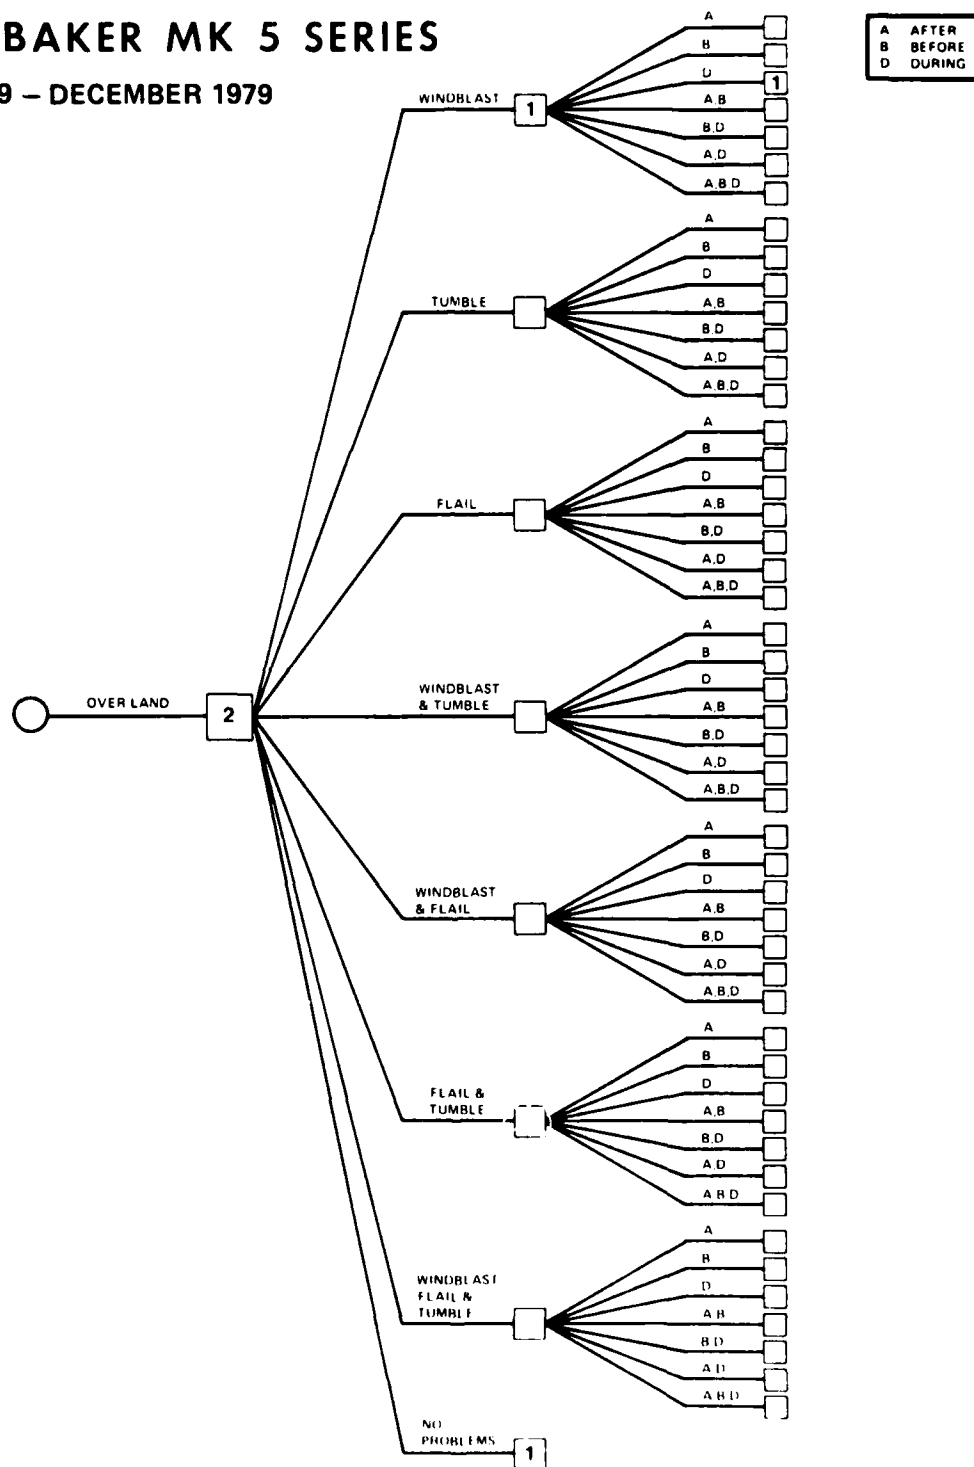 BAKER MK 5 SERIES
9 – DECEMBER 1979
A AFTER
B BEFORE
D DURING
WINDBLAST 1
A
B
D 1
A,B
B,D
A,D
A,B,D
TUMBLE
A
B
D
A,B
B,D
A,D
A,B,D
FLAIL
A
B
D
A,B
B,D
A,D
A,B,D
OVER LAND 2
WINDBLAST
& TUMBLE
A
B
D
A,B
B,D
A,D
A,B,D
WINDBLAST
& FLAIL
A
B
D
A,B
B,D
A,D
A,B,D
FLAIL &
TUMBLE
A
B
D
A,B
B,D
A,D
A B D
WINDBLAST
FLAIL &
TUMBLE
A
B
D
A B
B D
A D
A B D
NO
PROBLEMS 1